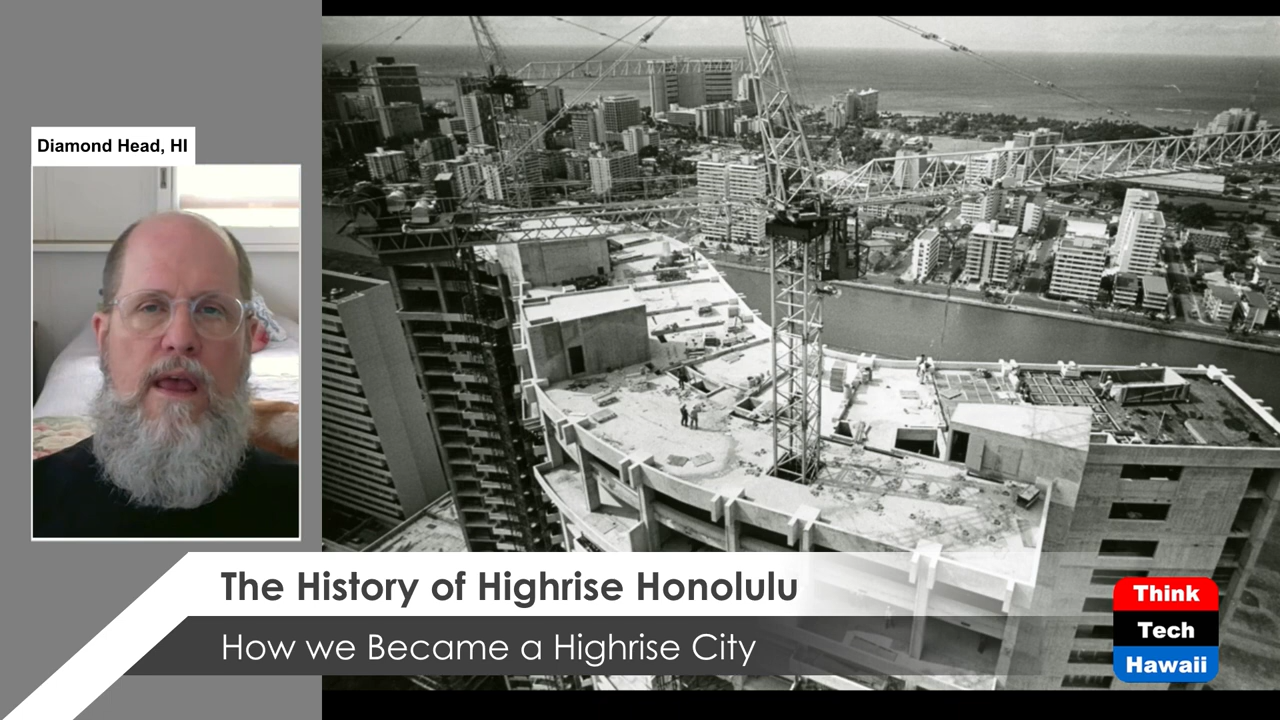 Diamond Head, HI
The History of Highrise Honolulu
How we Became a Highrise City
Think
Tech
Hawaii